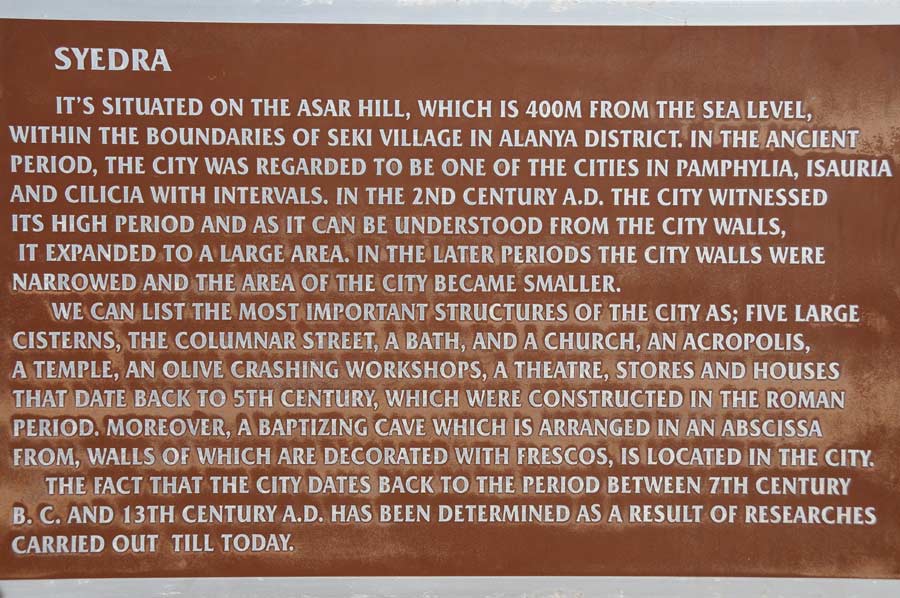 SYEDRA
IT'S SITUATED ON THE ASAR HILL, WHICH IS 400M FROM THE SEA LEVEL,
WITHIN THE BOUNDARIES OF SEKI VILLAGE IN ALANYA DISTRICT. IN THE ANCIENT
PERIOD, THE CITY WAS REGARDED TO BE ONE OF THE CITIES IN PAMPHYLIA, ISAURIA
AND CILICIA WITH INTERVALS. IN THE 2ND CENTURY A.D. THE CITY WITNESSED
ITS HIGH PERIOD AND AS IT CAN BE UNDERSTOOD FROM THE CITY WALLS,
IT EXPANDED TO A LARGE AREA. IN THE LATER PERIODS THE CITY WALLS WERE
NARROWED AND THE AREA OF THE CITY BECAME SMALLER.
WE CAN LIST THE MOST IMPORTANT STRUCTURES OF THE CITY AS; FIVE LARGE
CISTERNS, THE COLUMNAR STREET, A BATH, AND A CHURCH, AN ACROPOLIS,
A TEMPLE, AN OLIVE CRASHING WORKSHOPS, A THEATRE, STORES AND HOUSES
THAT DATE BACK TO 5TH CENTURY, WHICH WERE CONSTRUCTED IN THE ROMAN
PERIOD. MOREOVER, A BAPTIZING CAVE WHICH IS ARRANGED IN AN ABSCISSA
FROM, WALLS OF WHICH ARE DECORATED WITH FRESCOS, IS LOCATED IN THE CITY.
THE FACT THAT THE CITY DATES BACK TO THE PERIOD BETWEEN 7TH CENTURY
B. C. AND 13TH CENTURY A.D. HAS BEEN DETERMINED AS A RESULT OF RESEARCHES
CARRIED OUT TILL TODAY.